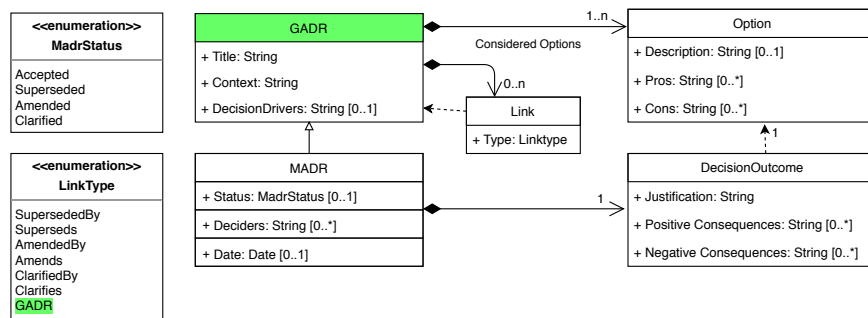 <<enumeration>>
MadrStatus
Accepted
Superseded
Amended
Clarified
<<enumeration>>
LinkType
SupersededBy
Superseds
AmendedBy
Amends
ClarifiedBy
Clarifies
GADR
GADR
+ Title: String
+ Context: String
+ DecisionDrivers: String [0..1]
1..n
Considered Options
0..n
Link
+ Type: Linktype
MADR
+ Status: MadrStatus [0..1]
+ Deciders: String [0..*]
+ Date: Date [0..1]
1
Option
+ Description: String [0..1]
+ Pros: String [0..*]
+ Cons: String [0..*]
1
DecisionOutcome
+ Justification: String
+ Positive Consequences: String [0..*]
+ Negative Consequences: String [0..*]